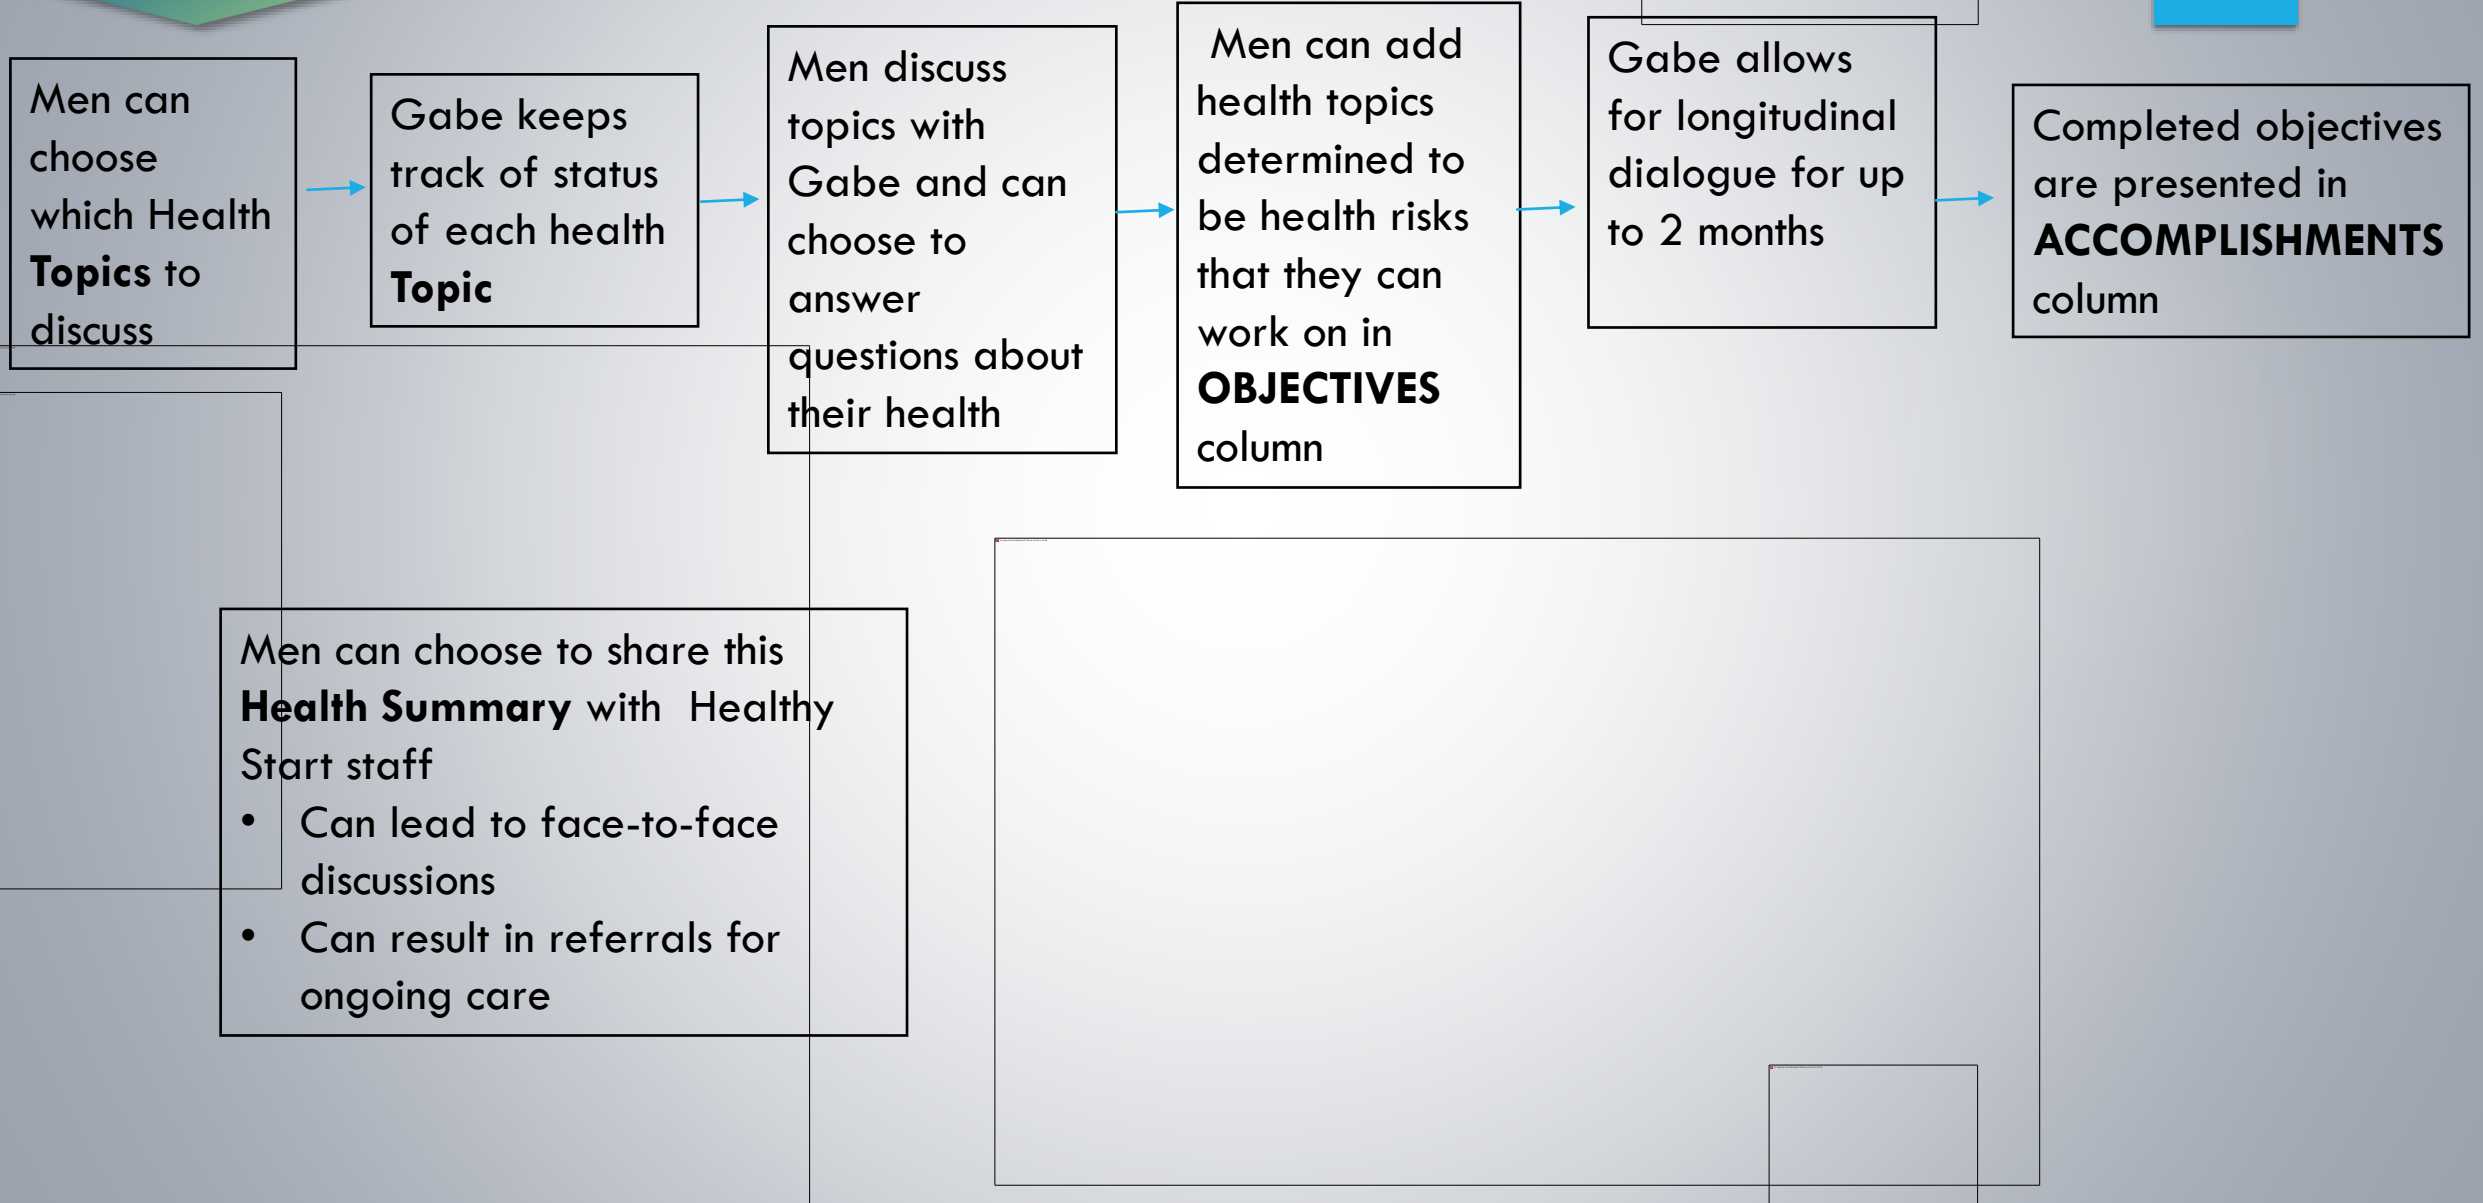 Men can
choose
which Health
Topics to
discuss
Gabe keeps
track of status
of each health
Topic
Men discuss
topics with
Gabe and can
choose to
answer
questions about
their health
Men can add
health topics
determined to
be health risks
that they can
work on in
OBJECTIVES
column
Gabe allows
for longitudinal
dialogue for up
to 2 months
Completed objectives
are presented in
ACCOMPLISHMENTS
column
Men can choose to share this
Health Summary with  Healthy
Start staff
• Can lead to face-to-face
discussions
• Can result in referrals for
ongoing care